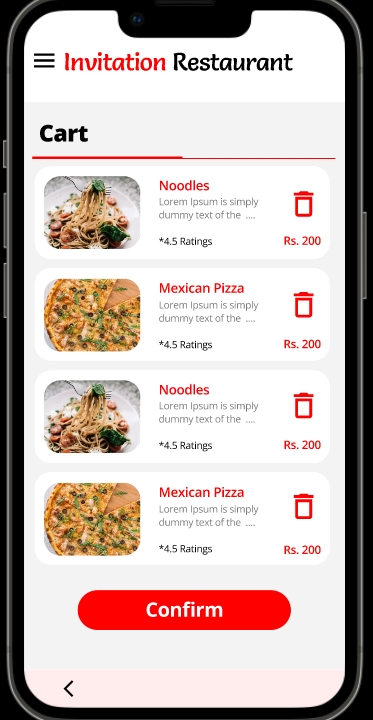 Invitation Restaurant
Cart
Noodles
Lorem Ipsum is simply
dummy text of the ....
*4.5 Ratings
Rs. 200
Mexican Pizza
Lorem Ipsum is simply
dummy text of the ....
*4.5 Ratings
Rs. 200
Noodles
Lorem Ipsum is simply
dummy text of the ....
*4.5 Ratings
Rs. 200
Mexican Pizza
Lorem Ipsum is simply
dummy text of the ....
*4.5 Ratings
Rs. 200
Confirm